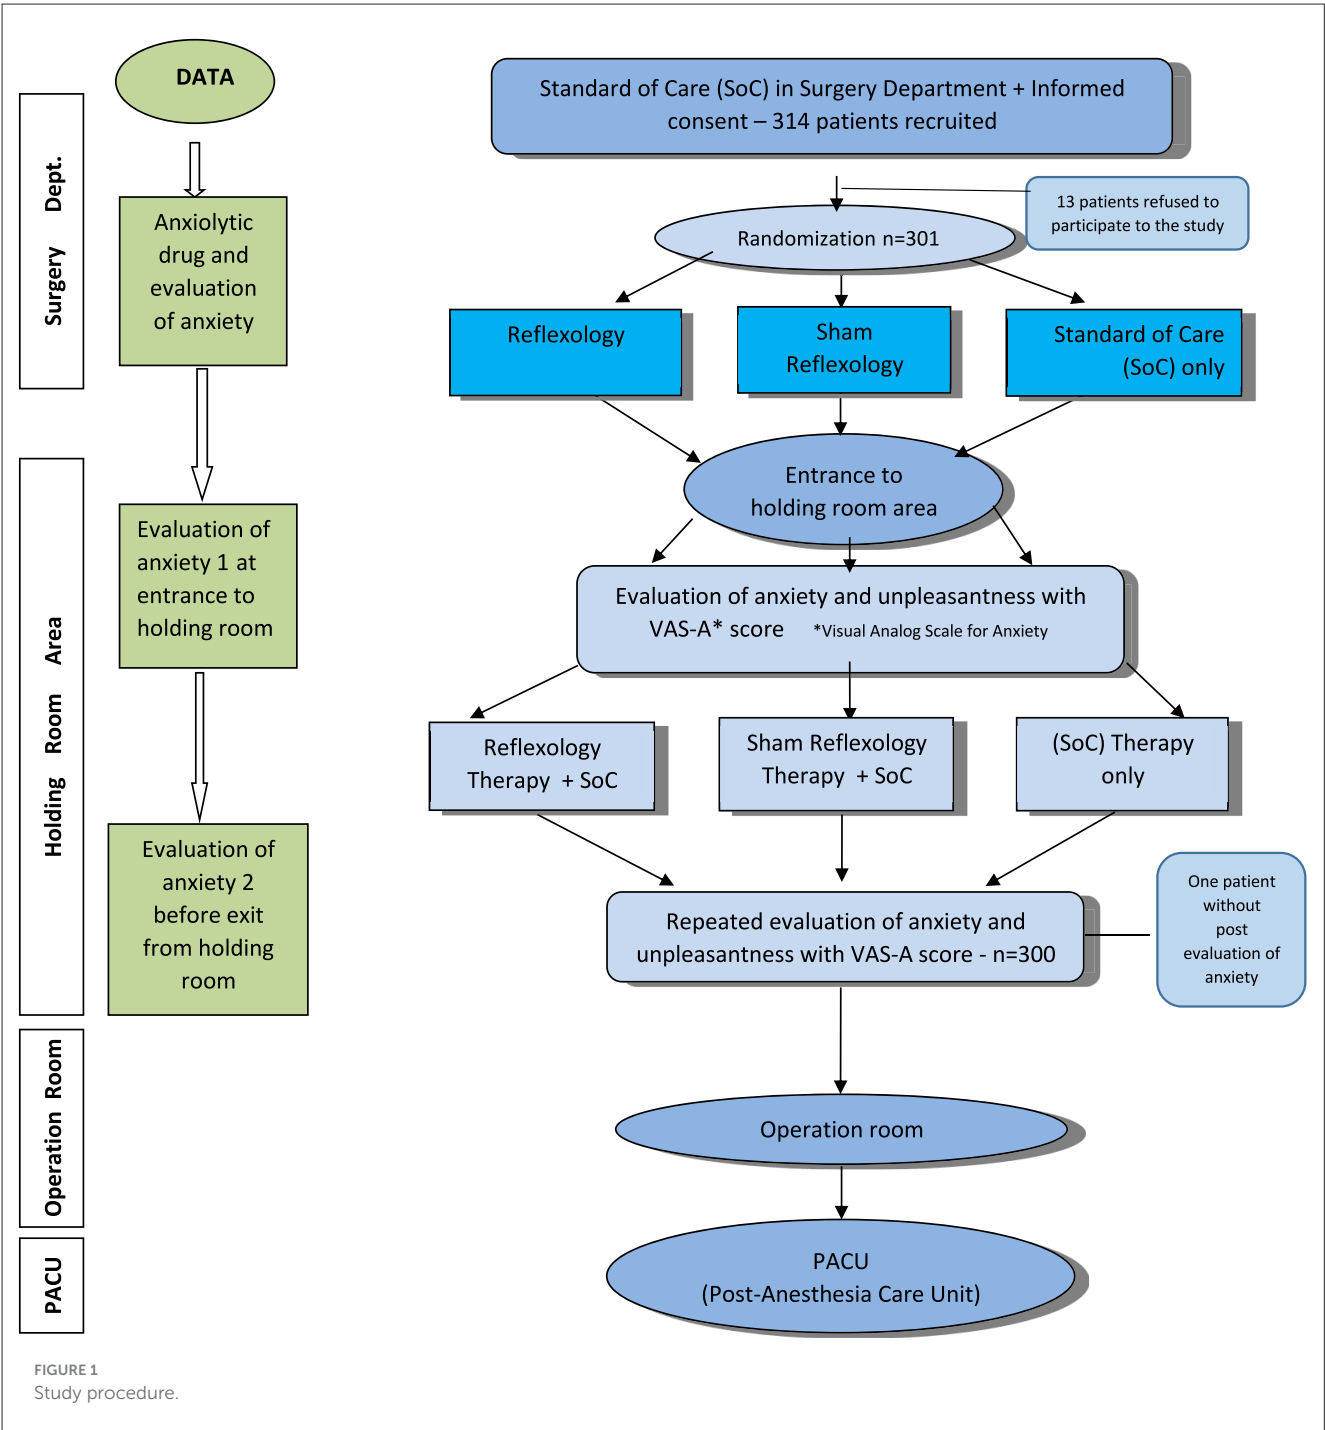 DATA
Surgery Dept.
Anxiolytic
drug and
evaluation
of anxiety
Holding Room Area
Evaluation of
anxiety 1 at
entrance to
holding room
Evaluation of
anxiety 2
before exit
from holding
room
Operation Room
PACU
Standard of Care (SoC) in Surgery Department + Informed
consent – 314 patients recruited
13 patients refused to
participate to the study
Randomization n=301
Reflexology
Sham
Reflexology
Standard of Care
(SoC) only
Entrance to
holding room area
Evaluation of anxiety and unpleasantness with
VAS-A* score *Visual Analog Scale for Anxiety
Reflexology
Therapy + SoC
Sham Reflexology
Therapy + SoC
(SoC) Therapy
only
Repeated evaluation of anxiety and
unpleasantness with VAS-A score - n=300
One patient
without
post
evaluation of
anxiety
Operation room
PACU
(Post-Anesthesia Care Unit)
FIGURE 1
Study procedure.